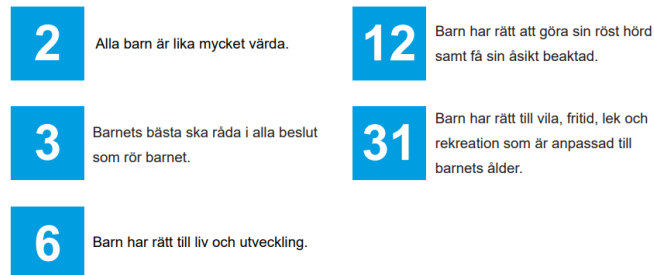 2
Alla barn är lika mycket värda.
3
Barnets bästa ska råda i alla beslut
som rör barnet.
6
Barn har rätt till liv och utveckling.
12
Barn har rätt att göra sin röst hörd
samt få sin åsikt beaktad.
31
Barn har rätt till vila, fritid, lek och
rekreation som är anpassad till
barnets ålder.